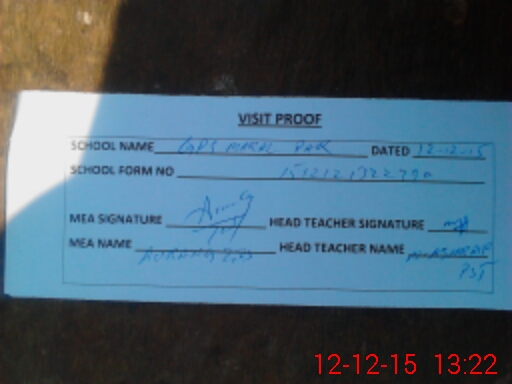 VISIT PROOF
SCHOOL NAME GPS DATED 12-12-15
SCHOOL FORM NO
MEA SIGNATURE HEAD TEACHER SIGNATURE
MEA NAME HEAD TEACHER NAME
PST
12-12-15 13:22